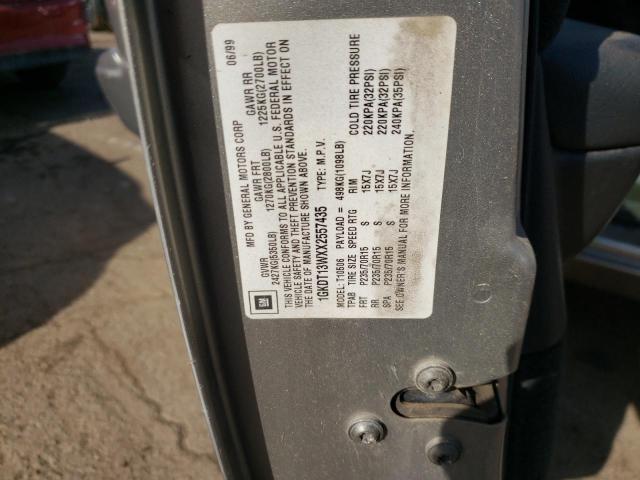 MFD BY GENERAL MOTORS CORP 06/99
GVWR GAWR FRT GAWR RR
2427KG(5350LB) 1270KG(2800LB) 1225KG(2700LB)
THIS VEHICLE CONFORMS TO ALL APPLICABLE U.S. FEDERAL MOTOR
VEHICLE SAFETY AND THEFT PREVENTION STANDARDS IN EFFECT ON
THE DATE OF MANUFACTURE SHOWN ABOVE.
1GKDT13WXX2557435 TYPE: M.P.V.
MODEL: T10506 PAYLOAD = 498KG(1098LB)
TPAB TIRE SIZE SPEED RTG RIM COLD TIRE PRESSURE
FRT P235/70R15 S 15X7J 220KPA(32PSI)
RR P235/70R15 S 15X7J 220KPA(32PSI)
SPA P235/70R15 S 15X7J 240KPA(35PSI)
SEE OWNER'S MANUAL FOR MORE INFORMATION.
GM